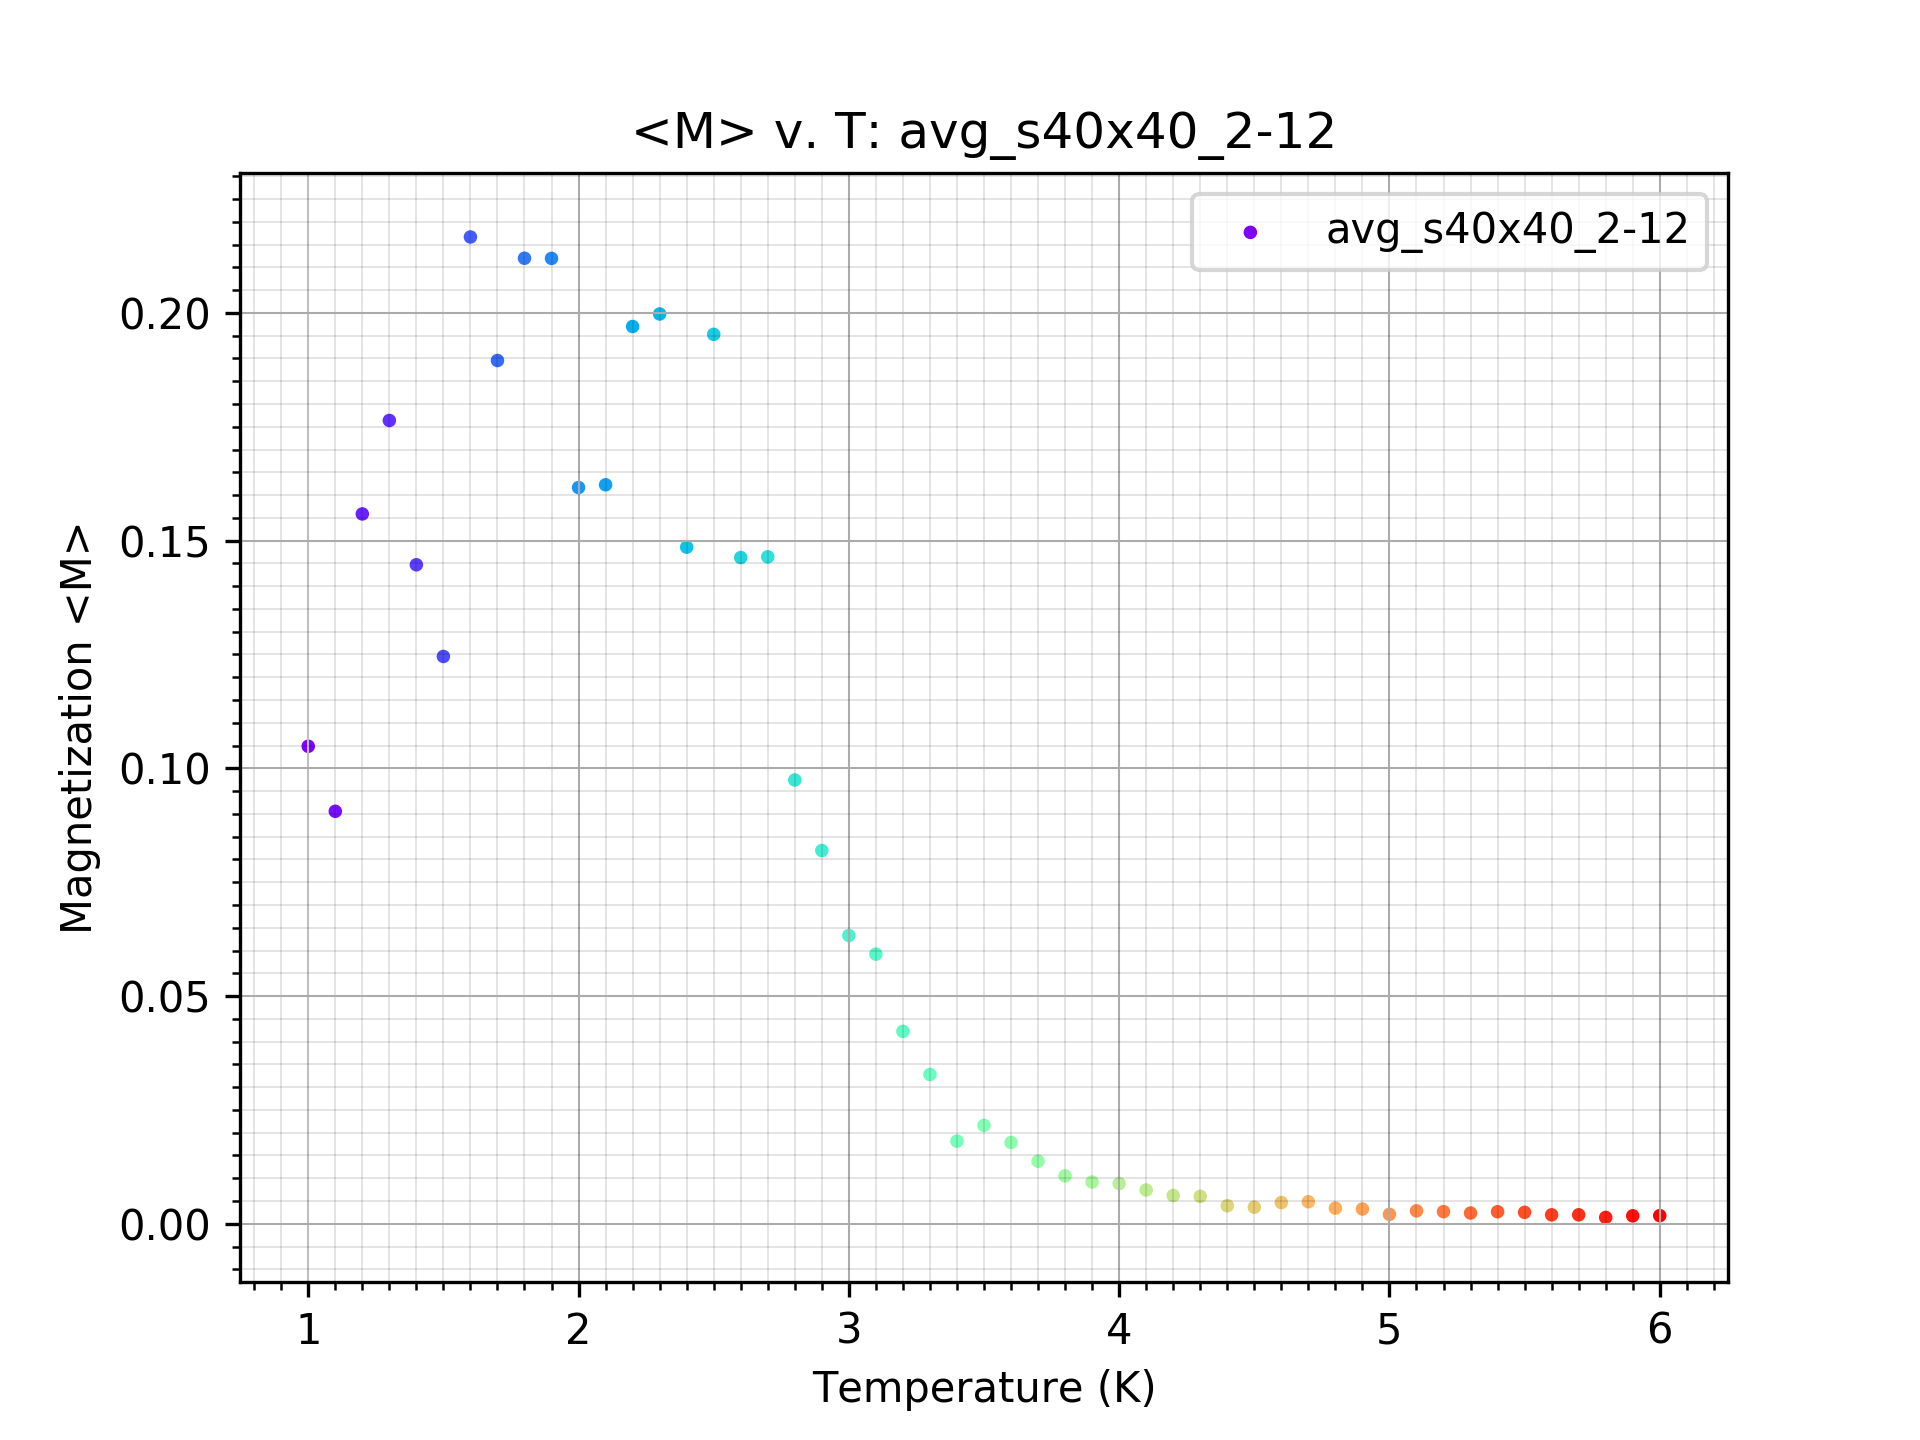 <M> v. T: avg_s40x40_2-12
avg_s40x40_2-12
0.20
0.15
0.10
0.05
0.00
Magnetization <M>
1 2 3 4 5 6
Temperature (K)